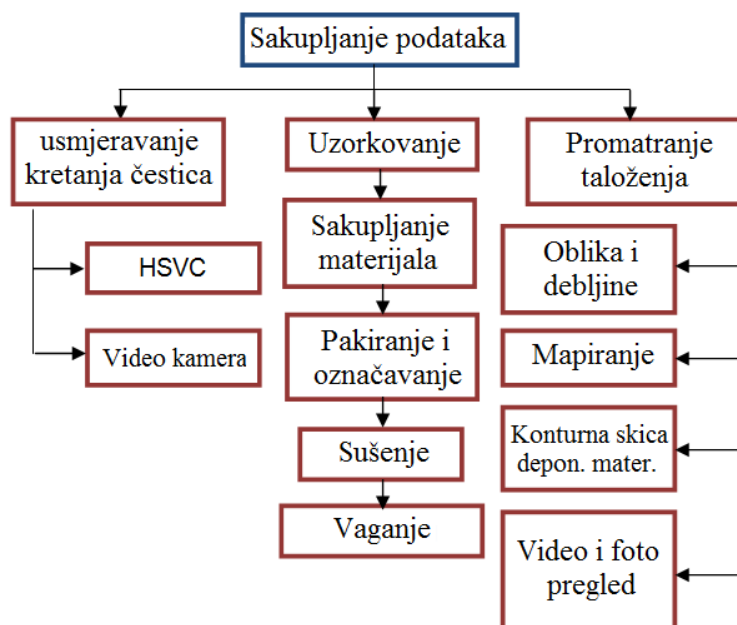 Sakupljanje podataka
usmjeravanje
kretanja čestica
HSVC
Video kamera
Uzorkovanje
Sakupljanje
materijala
Pakiranje i
označavanje
Sušenje
Vaganje
Promatranje
taloženja
Oblika i
debljine
Mapiranje
Konturna skica
depon. mater.
Video i foto
pregled